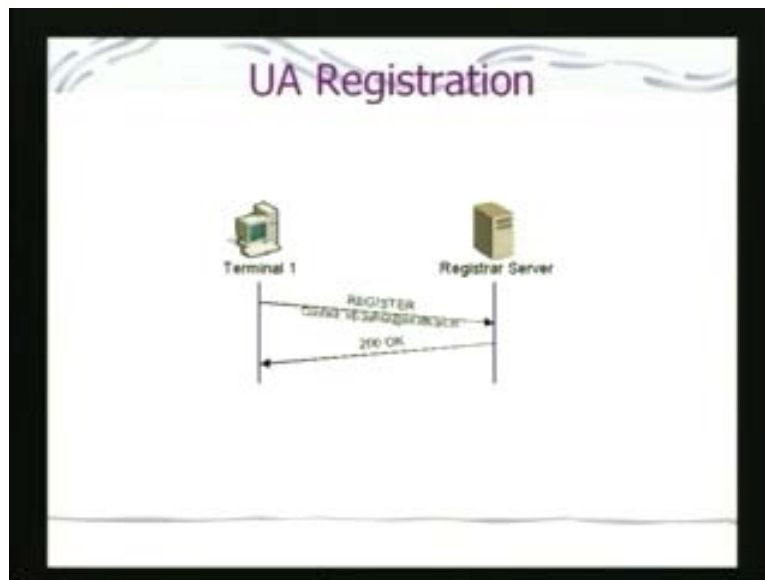 UA Registration
Terminal 1
Registrar Server
REGISTER
200 OK